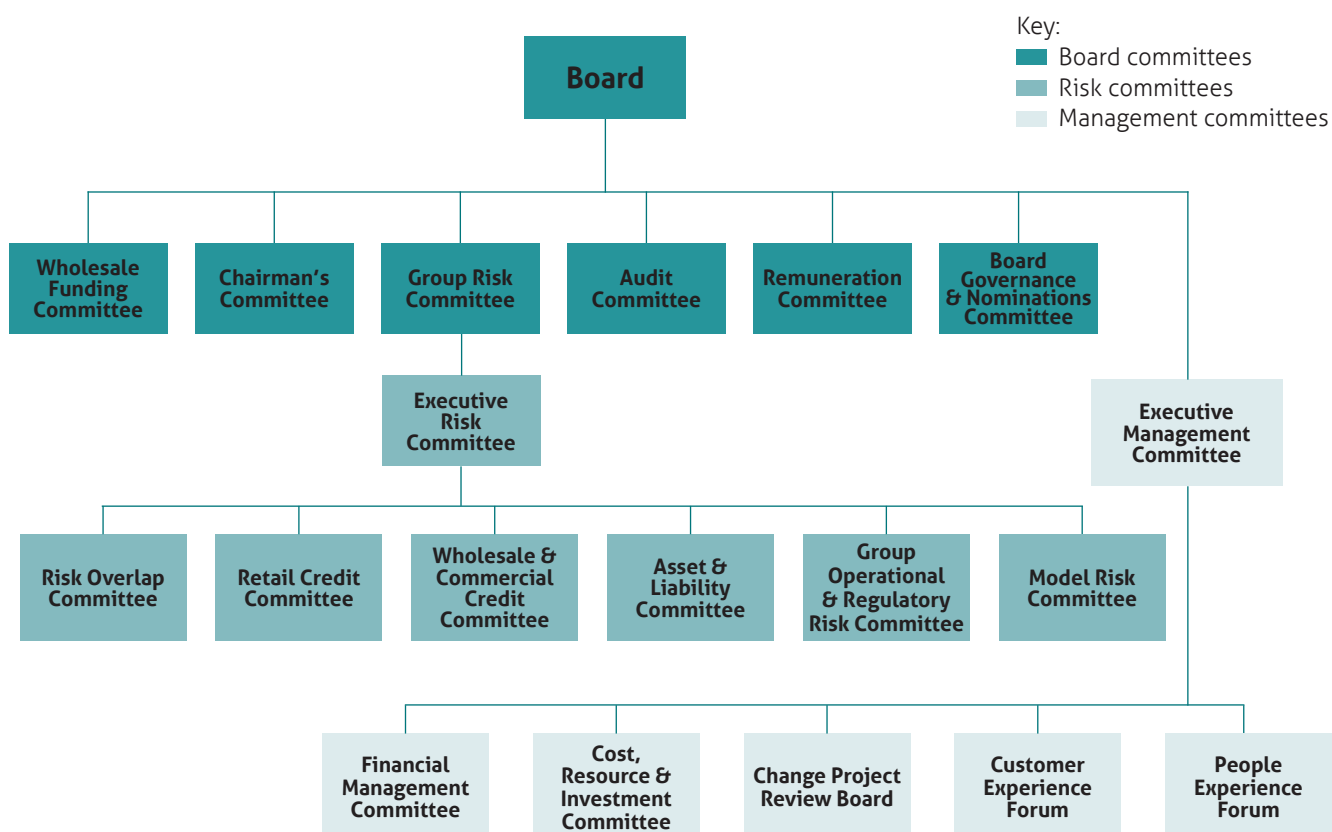 Key:
Board committees
Risk committees
Management committees
Board
Wholesale
Funding
Committee
Chairman's
Committee
Group Risk
Committee
Audit
Committee
Remuneration
Committee
Board
Governance
& Nominations
Committee
Executive
Risk
Committee
Executive
Management
Committee
Risk Overlap
Committee
Retail Credit
Committee
Wholesale &
Commercial
Credit
Committee
Asset &
Liability
Committee
Group
Operational
& Regulatory
Risk Committee
Model Risk
Committee
Financial
Management
Committee
Cost,
Resource &
Investment
Committee
Change Project
Review Board
Customer
Experience
Forum
People
Experience
Forum